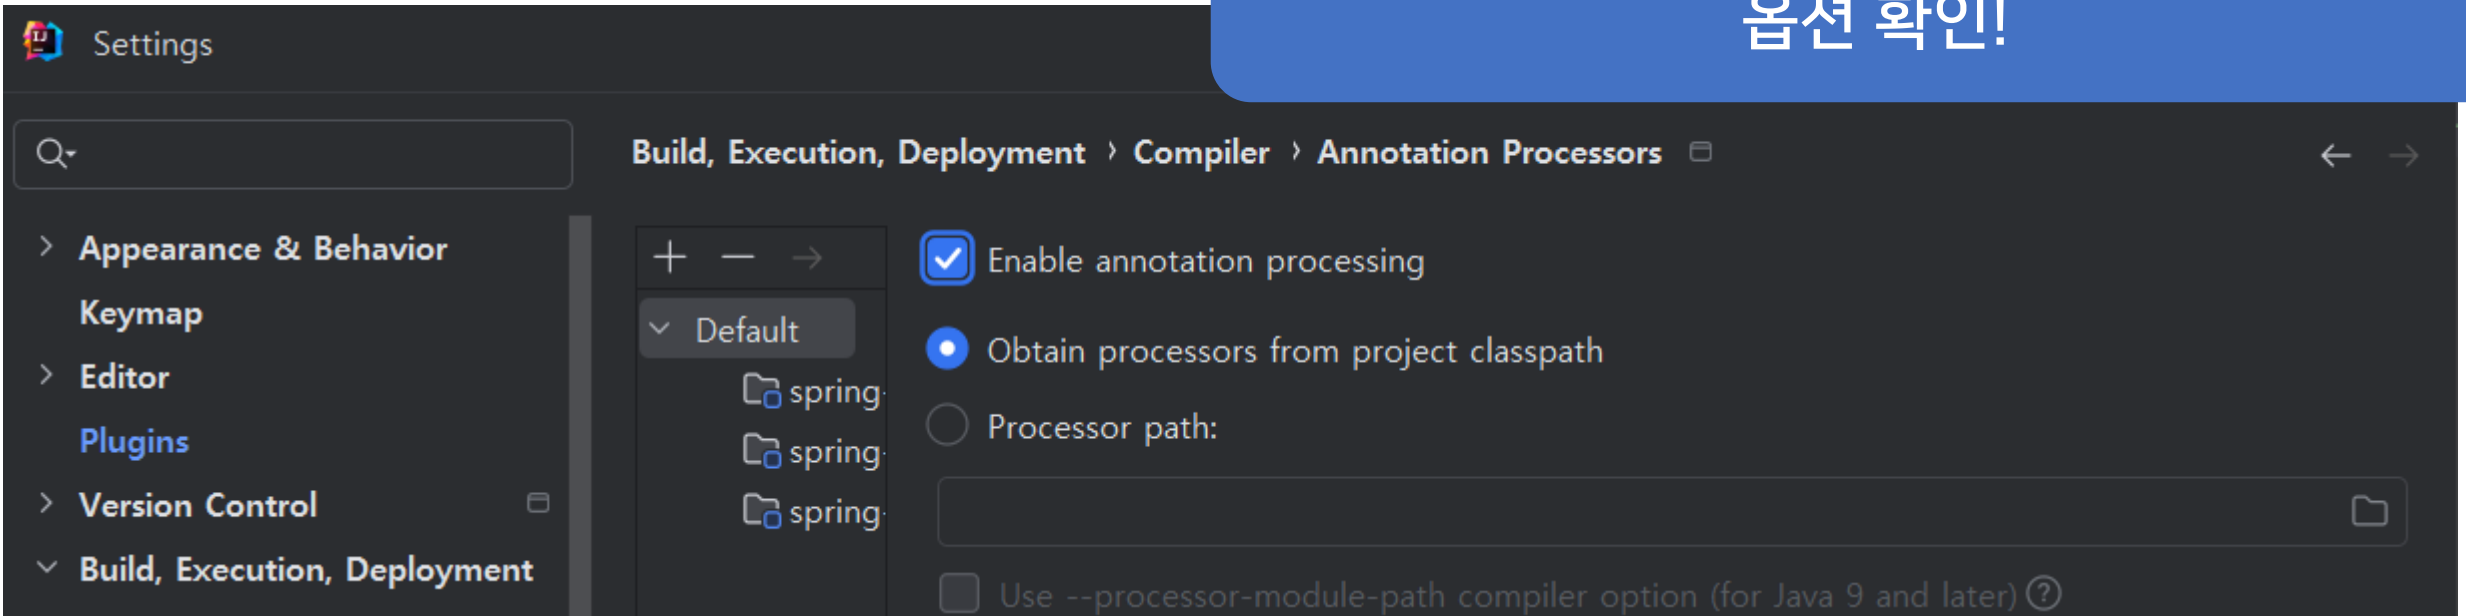 옵션 확인!
Settings
Build, Execution, Deployment › Compiler › Annotation Processors
Appearance & Behavior
Keymap
Editor
Plugins
Version Control
Build, Execution, Deployment
Default
spring-
spring-
spring-
Enable annotation processing
Obtain processors from project classpath
Processor path:
Use --processor-module-path compiler option (for Java 9 and later)